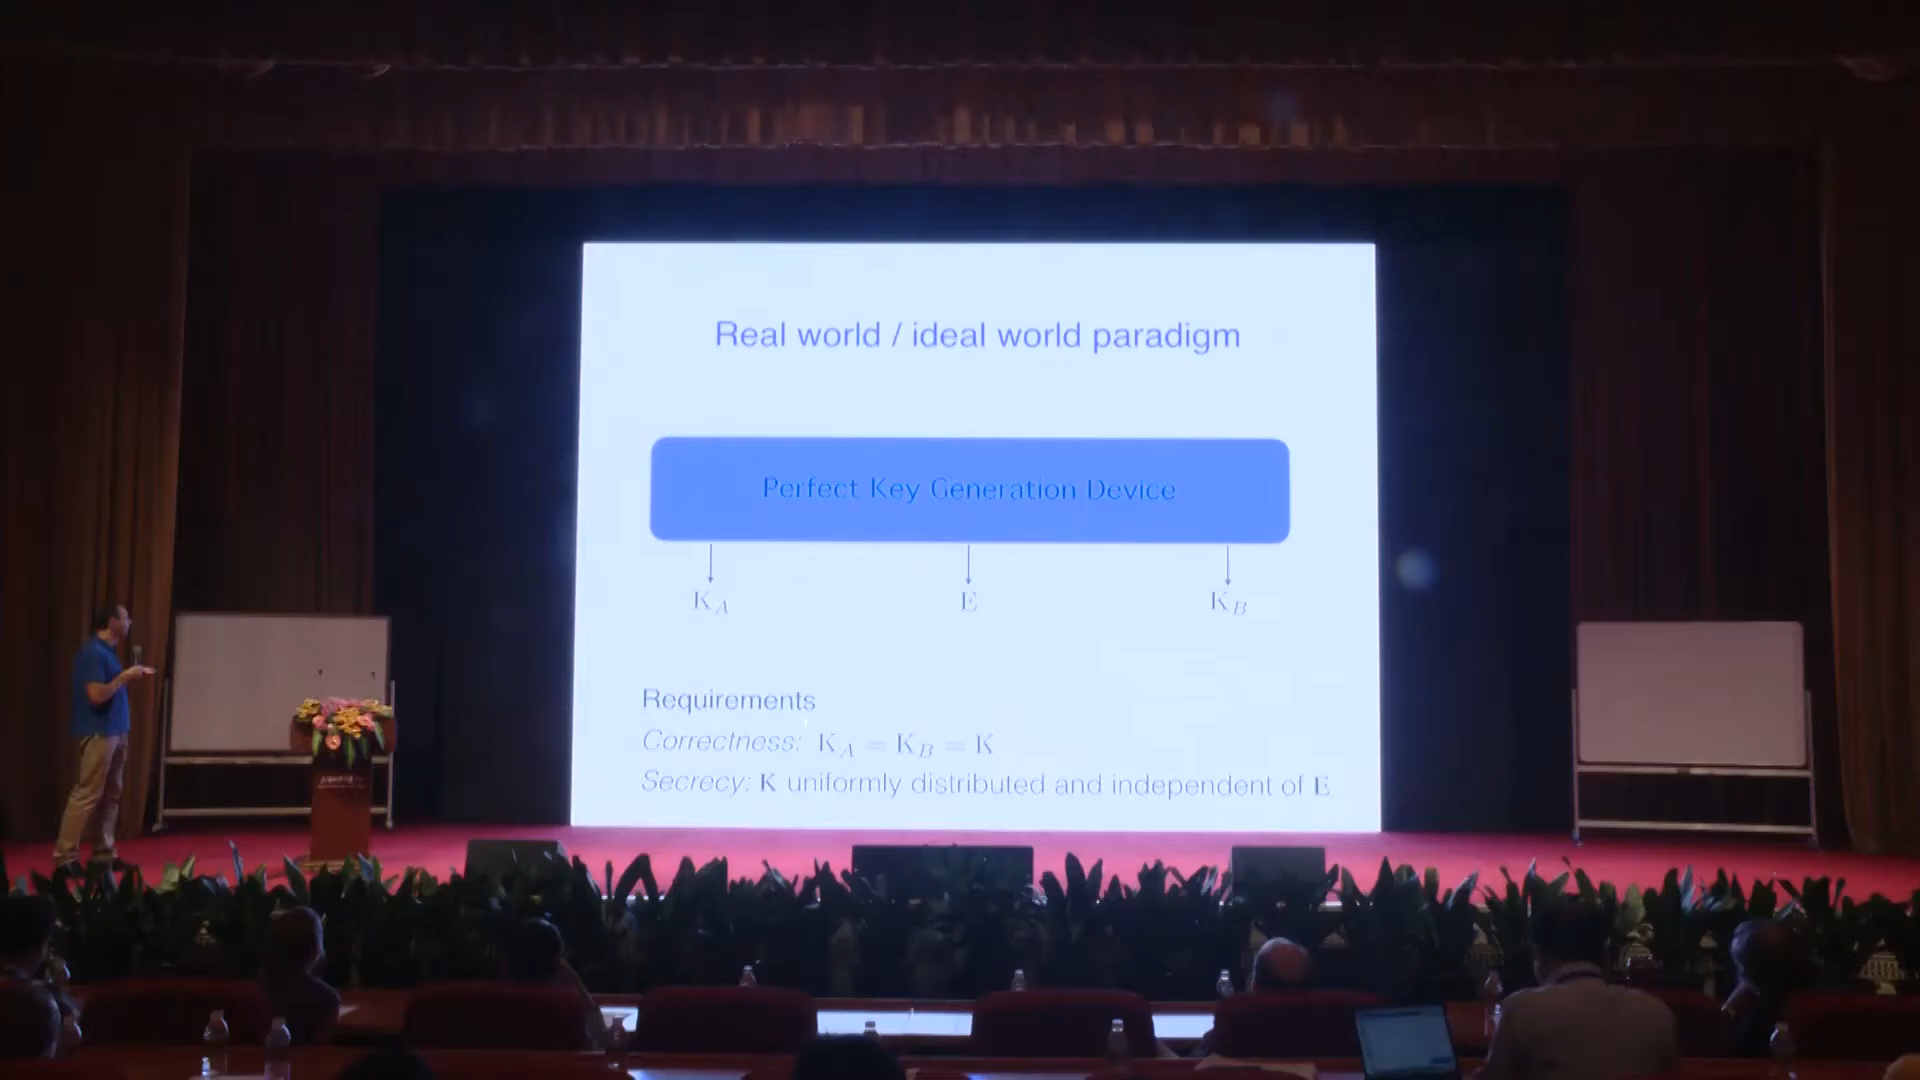 Real world / ideal world paradigm
Perfect Key Generation Device
K_A E K_B
Requirements
Correctness: K_A = K_B = K
Secrecy: K uniformly distributed and independent of E